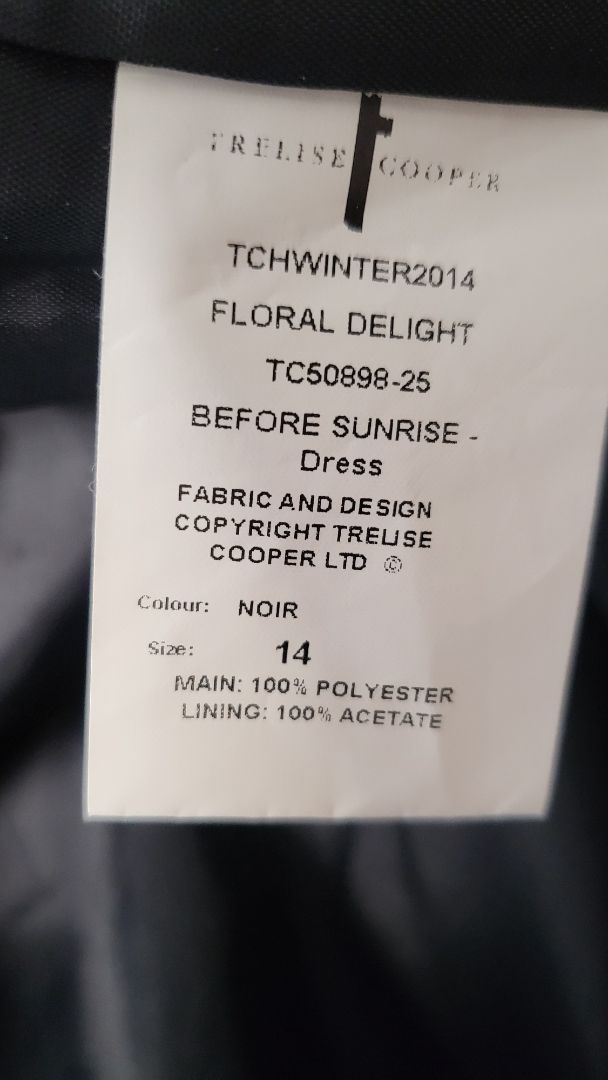 TRELISE COOPER
TCHWINTER2014
FLORAL DELIGHT
TC50898-25
BEFORE SUNRISE -
Dress
FABRIC AND DESIGN
COPYRIGHT TRELISE
COOPER LTD ©
Colour: NOIR
Size: 14
MAIN: 100% POLYESTER
LINING: 100% ACETATE